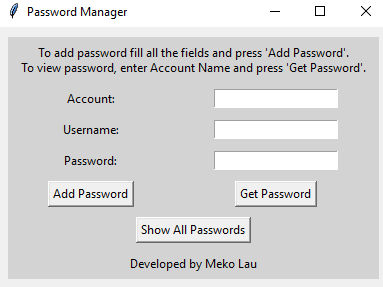 Password Manager
To add password fill all the fields and press 'Add Password'.
To view password, enter Account Name and press 'Get Password'.
Account:
Username:
Password:
Add Password Get Password
Show All Passwords
Developed by Meko Lau